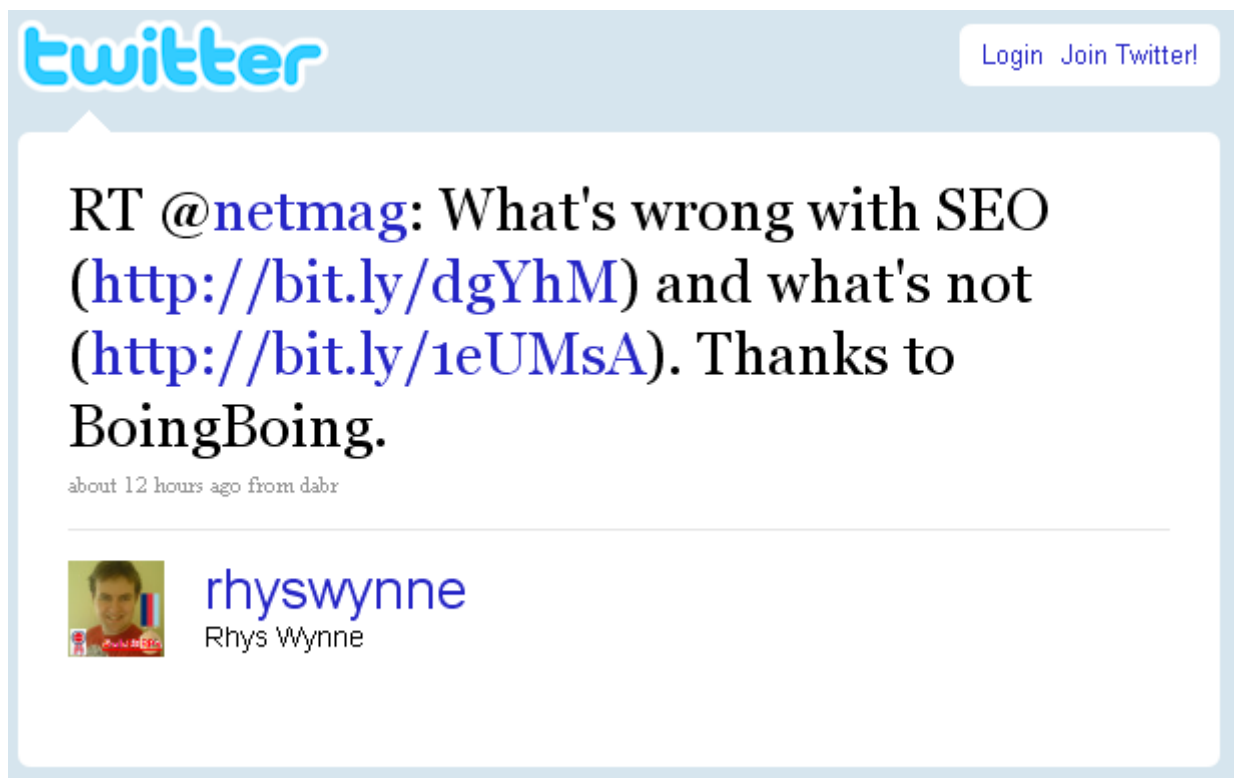 twitter
Login Join Twitter!
RT @netmag: What's wrong with SEO
(http://bit.ly/dgYhM) and what's not
(http://bit.ly/1eUMsA). Thanks to
BoingBoing.
about 12 hours ago from dabr
rhyswynne
Rhys Wynne